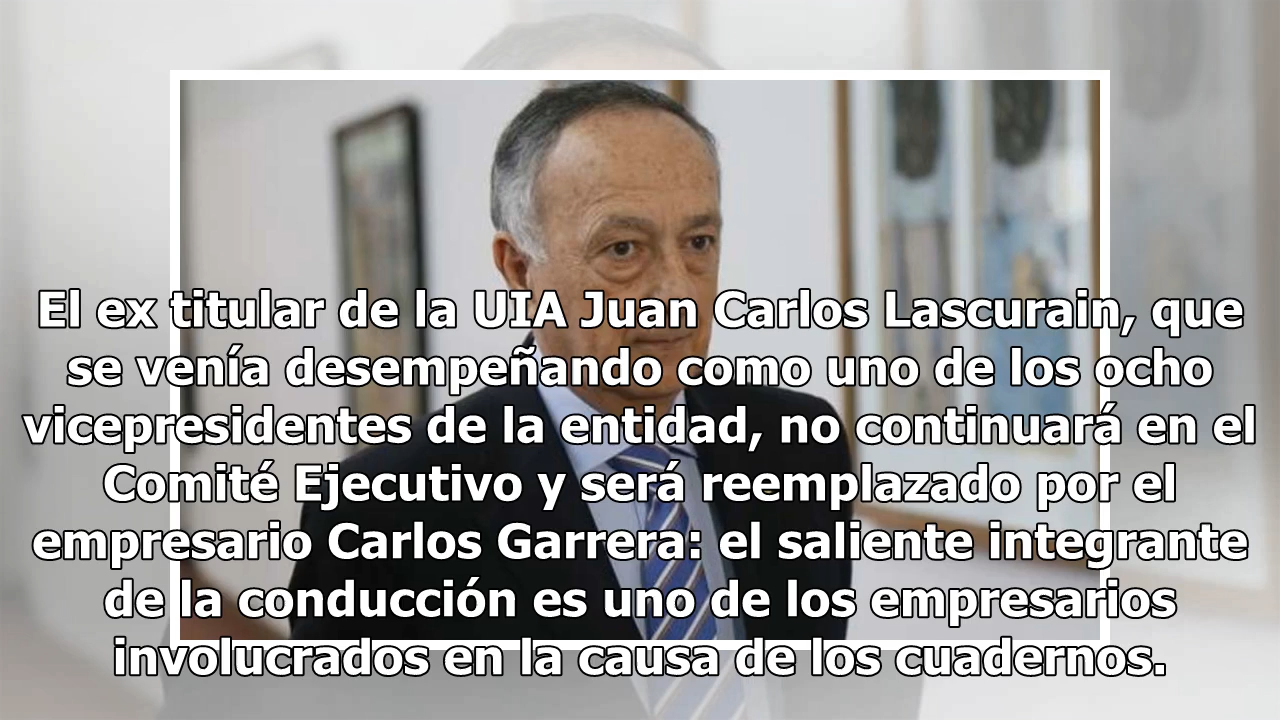 El ex titular de la UIA Juan Carlos Lascurain, que
se venía desempeñando como uno de los ocho
vicepresidentes de la entidad, no continuará en el
Comité Ejecutivo y será reemplazado por el
empresario Carlos Garrera: el saliente integrante
de la conducción es uno de los empresarios
involucrados en la causa de los cuadernos.